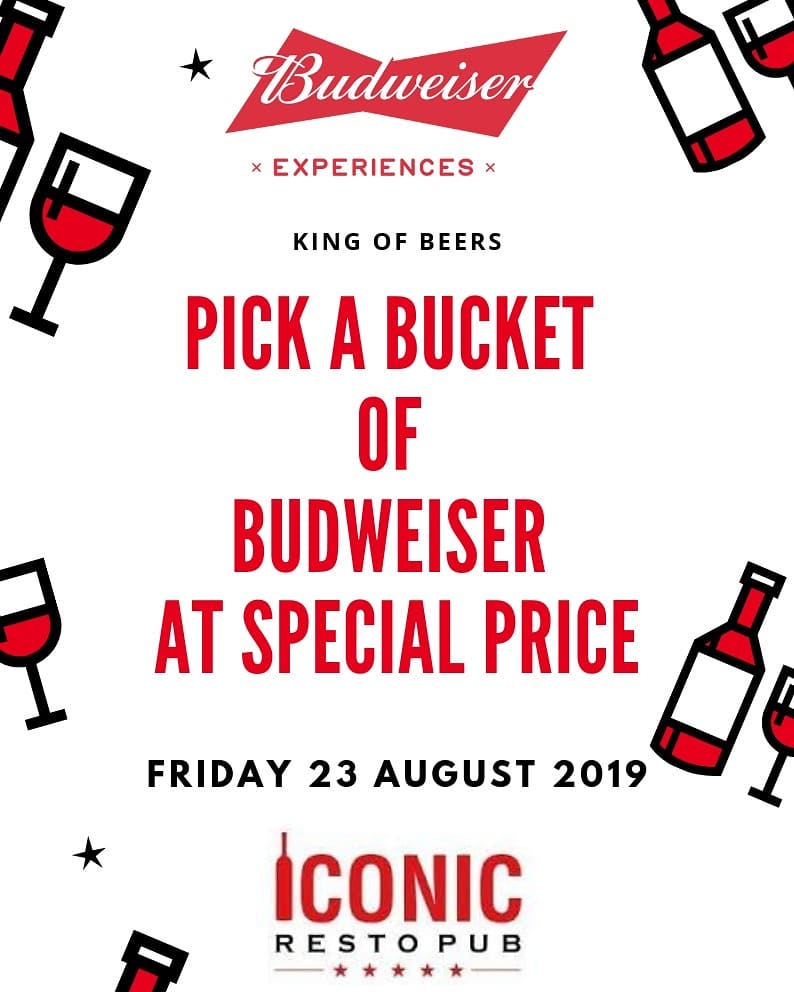 Budweiser
× EXPERIENCES ×
KING OF BEERS
PICK A BUCKET
OF
BUDWEISER
AT SPECIAL PRICE
FRIDAY 23 AUGUST 2019
ICONIC
RESTO PUB